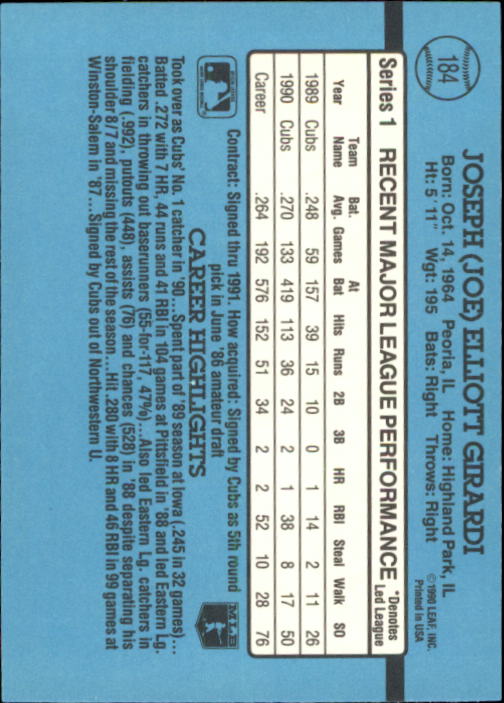 184
JOSEPH (JOE) ELLIOTT GIRARDI
Born: Oct. 14, 1964 Peoria, IL Home: Highland Park, IL
Ht: 5'11" Wgt: 195 Bats: Right Throws: Right
©1990 LEAF, INC.
Printed in USA
Series 1 RECENT MAJOR LEAGUE PERFORMANCE *Denotes Led League
Year Team Name Bat. Avg. Games At Bat Hits Runs 2B 3B HR RBI Steal Walk SO
1989 Cubs .248 59 157 39 15 10 0 1 14 2 11 26
1990 Cubs .270 133 419 113 36 24 2 1 38 8 17 50
Career .264 192 576 152 51 34 2 2 52 10 28 76
Contract: Signed thru 1991. How acquired: Signed by Cubs as 5th round
pick in June '86 amateur draft
MLB
CAREER HIGHLIGHTS
Took over as Cubs' No. 1 catcher in '90...Spent part of '89 season at Iowa (.245 in 32 games)...
Batted .272 with 7 HR, 44 runs and 41 RBI in 104 games at Pittsfield in '88 and led Eastern Lg.
catchers in throwing out baserunners (55-for-117, 47%)...Also led Eastern Lg. catchers in
fielding (.992), putouts (448), assists (76) and chances (528) in '88 despite separating his
shoulder 8/7 and missing the rest of the season...Hit .280 with 8 HR and 46 RBI in 99 games at
Winston-Salem in '87...Signed by Cubs out of Northwestern U.